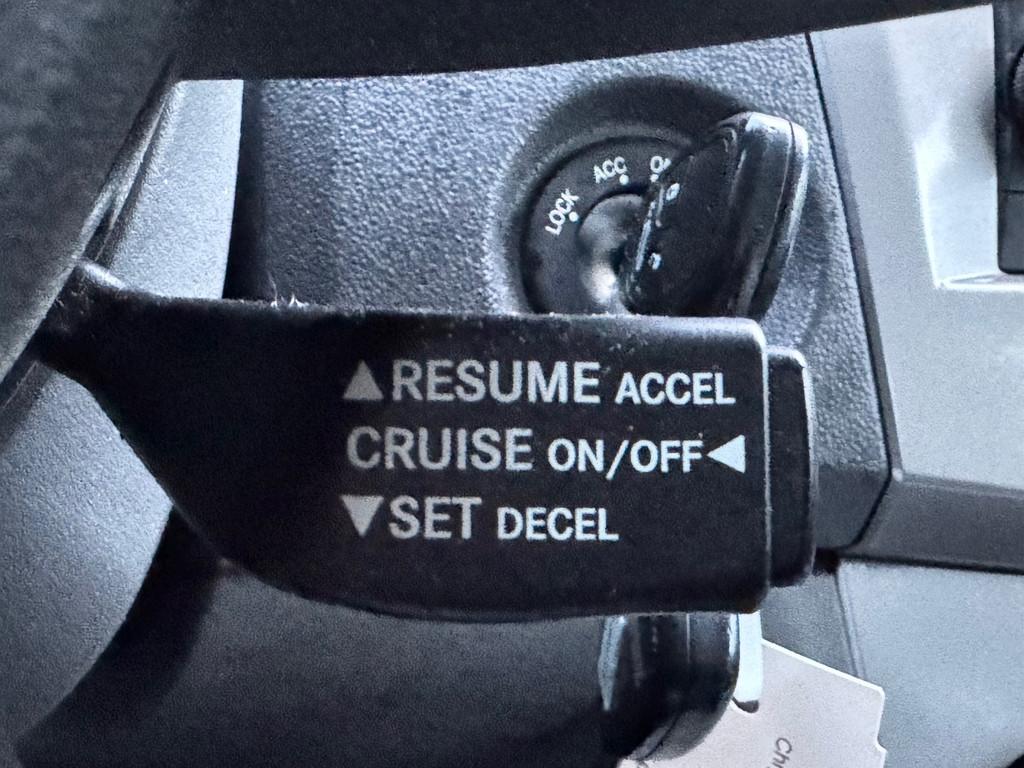 LOCK
ACC
▲RESUME ACCEL
CRUISE ON/OFF◀
▼SET DECEL